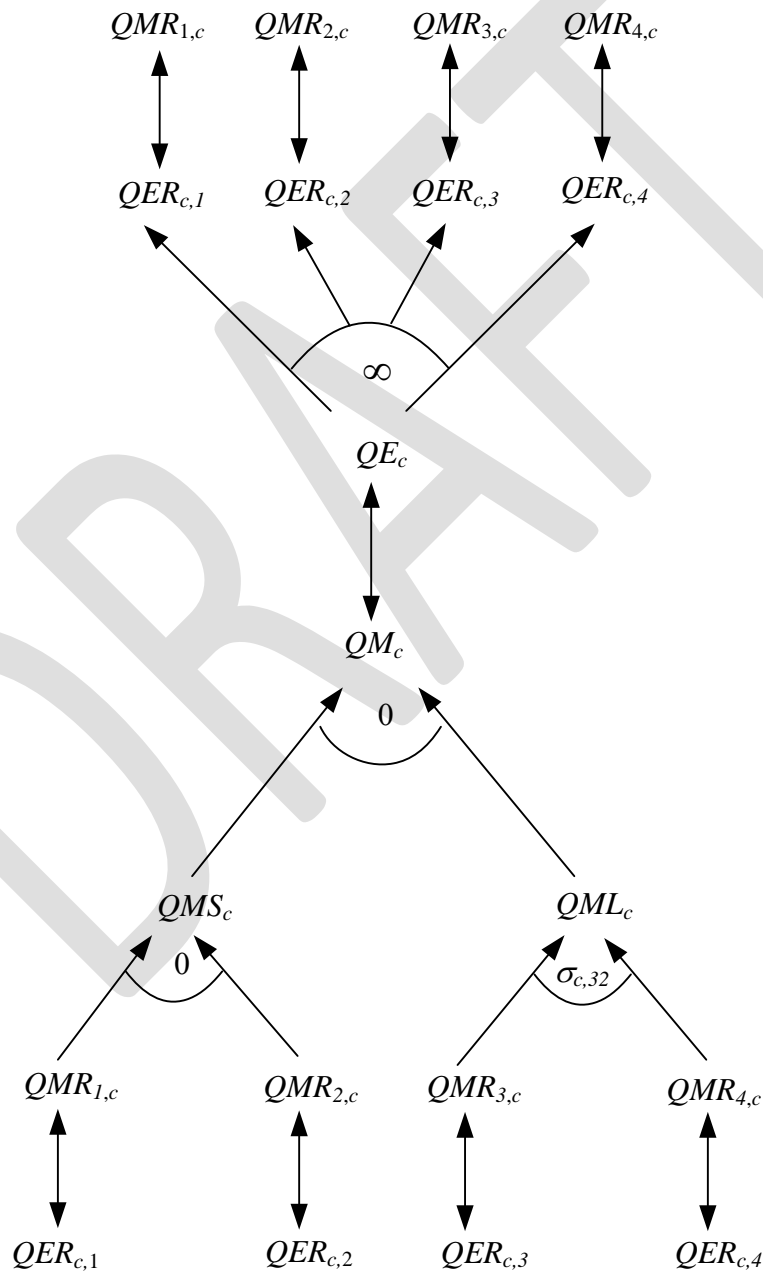 QMR1,c QMR2,c QMR3,c QMR4,c
QERc,1 QERc,2 QERc,3 QERc,4
∞
QEc
QMc
0
QMSc QMLc
0 σc,32
QMR1,c QMR2,c QMR3,c QMR4,c
QERc,1 QERc,2 QERc,3 QERc,4
DRAFT